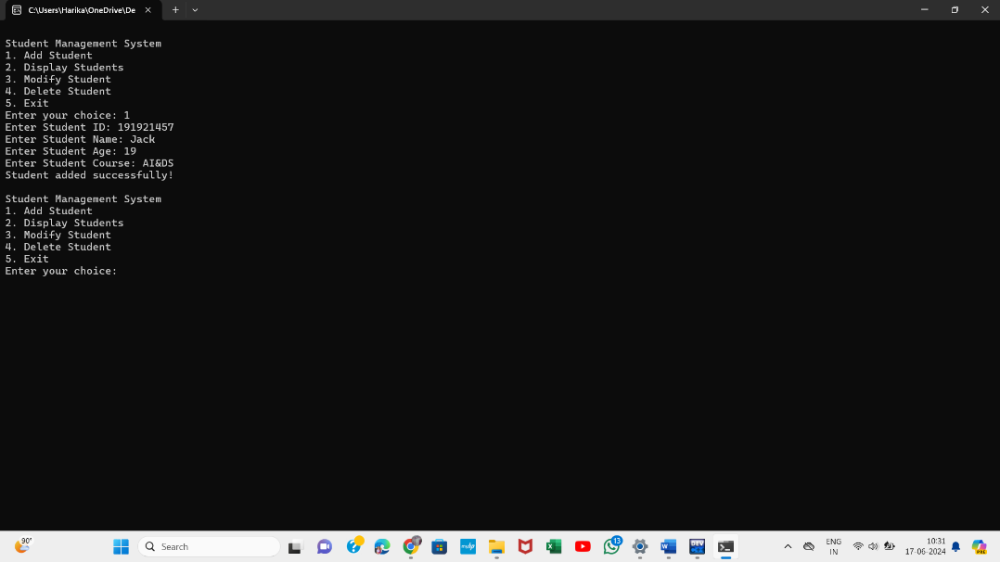 C:\Users\Harika\OneDrive\De
Student Management System
1. Add Student
2. Display Students
3. Modify Student
4. Delete Student
5. Exit
Enter your choice: 1
Enter Student ID: 191921457
Enter Student Name: Jack
Enter Student Age: 19
Enter Student Course: AI&DS
Student added successfully!
Student Management System
1. Add Student
2. Display Students
3. Modify Student
4. Delete Student
5. Exit
Enter your choice:
90°
Search
13
DEV
ENG
IN
10:31
17-06-2024
PRE